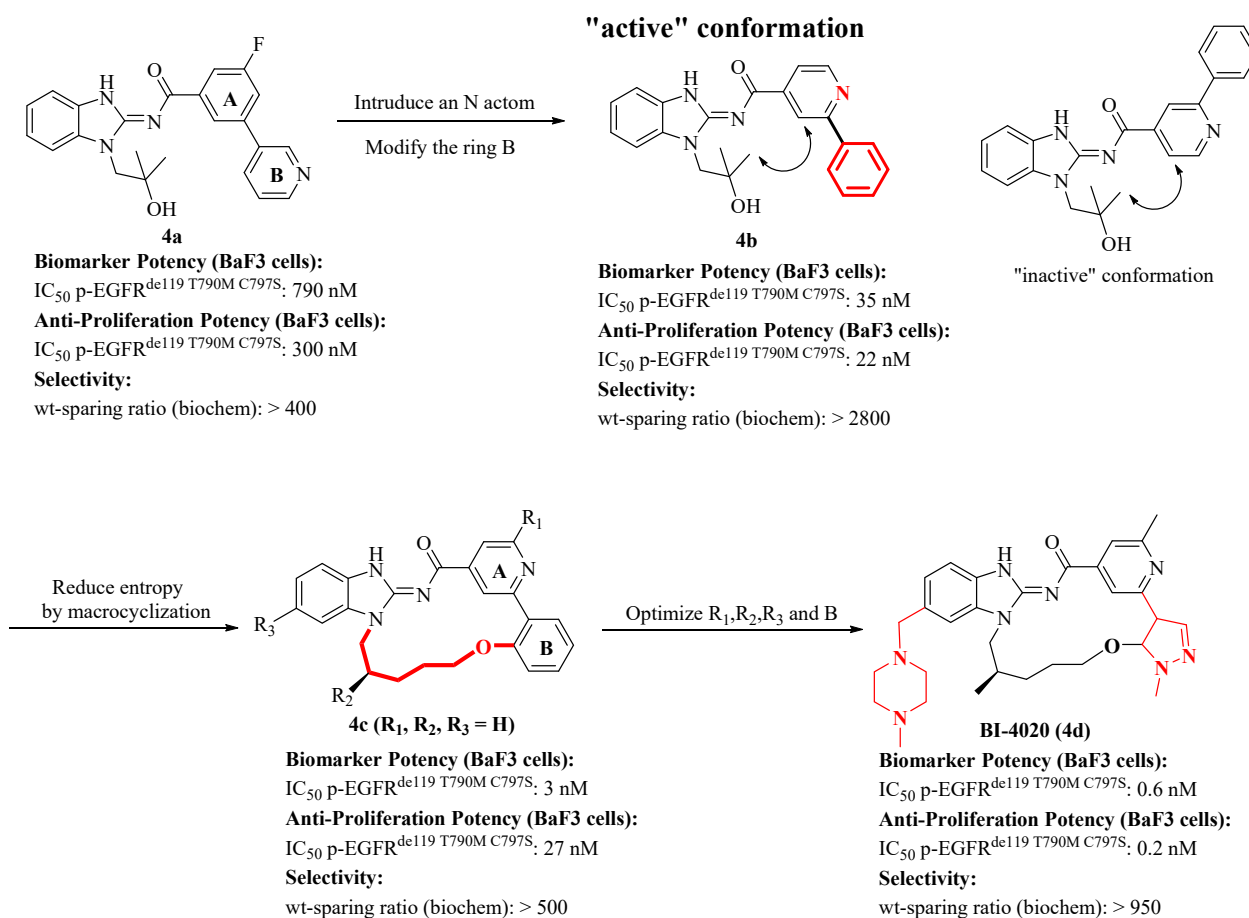 "active" conformation
F
H
N
O
A
N
N
B
N
OH
4a
Intruduce an N actom
Modify the ring B
H
N
O
N
N
N
OH
4b
H
N
O
N
N
N
OH
"inactive" conformation
Biomarker Potency (BaF3 cells):
IC50 p-EGFRde119 T790M C797S: 790 nM
Anti-Proliferation Potency (BaF3 cells):
IC50 p-EGFRde119 T790M C797S: 300 nM
Selectivity:
wt-sparing ratio (biochem): > 400
Biomarker Potency (BaF3 cells):
IC50 p-EGFRde119 T790M C797S: 35 nM
Anti-Proliferation Potency (BaF3 cells):
IC50 p-EGFRde119 T790M C797S: 22 nM
Selectivity:
wt-sparing ratio (biochem): > 2800
Reduce entropy
by macrocyclization
R1
H
N
O
A
N
N
N
R3
O
B
R2
4c (R1, R2, R3 = H)
Optimize R1,R2,R3 and B
H
N
O
N
N
N
O
N
N
N
N
BI-4020 (4d)
Biomarker Potency (BaF3 cells):
IC50 p-EGFRde119 T790M C797S: 3 nM
Anti-Proliferation Potency (BaF3 cells):
IC50 p-EGFRde119 T790M C797S: 27 nM
Selectivity:
wt-sparing ratio (biochem): > 500
Biomarker Potency (BaF3 cells):
IC50 p-EGFRde119 T790M C797S: 0.6 nM
Anti-Proliferation Potency (BaF3 cells):
IC50 p-EGFRde119 T790M C797S: 0.2 nM
Selectivity:
wt-sparing ratio (biochem): > 950